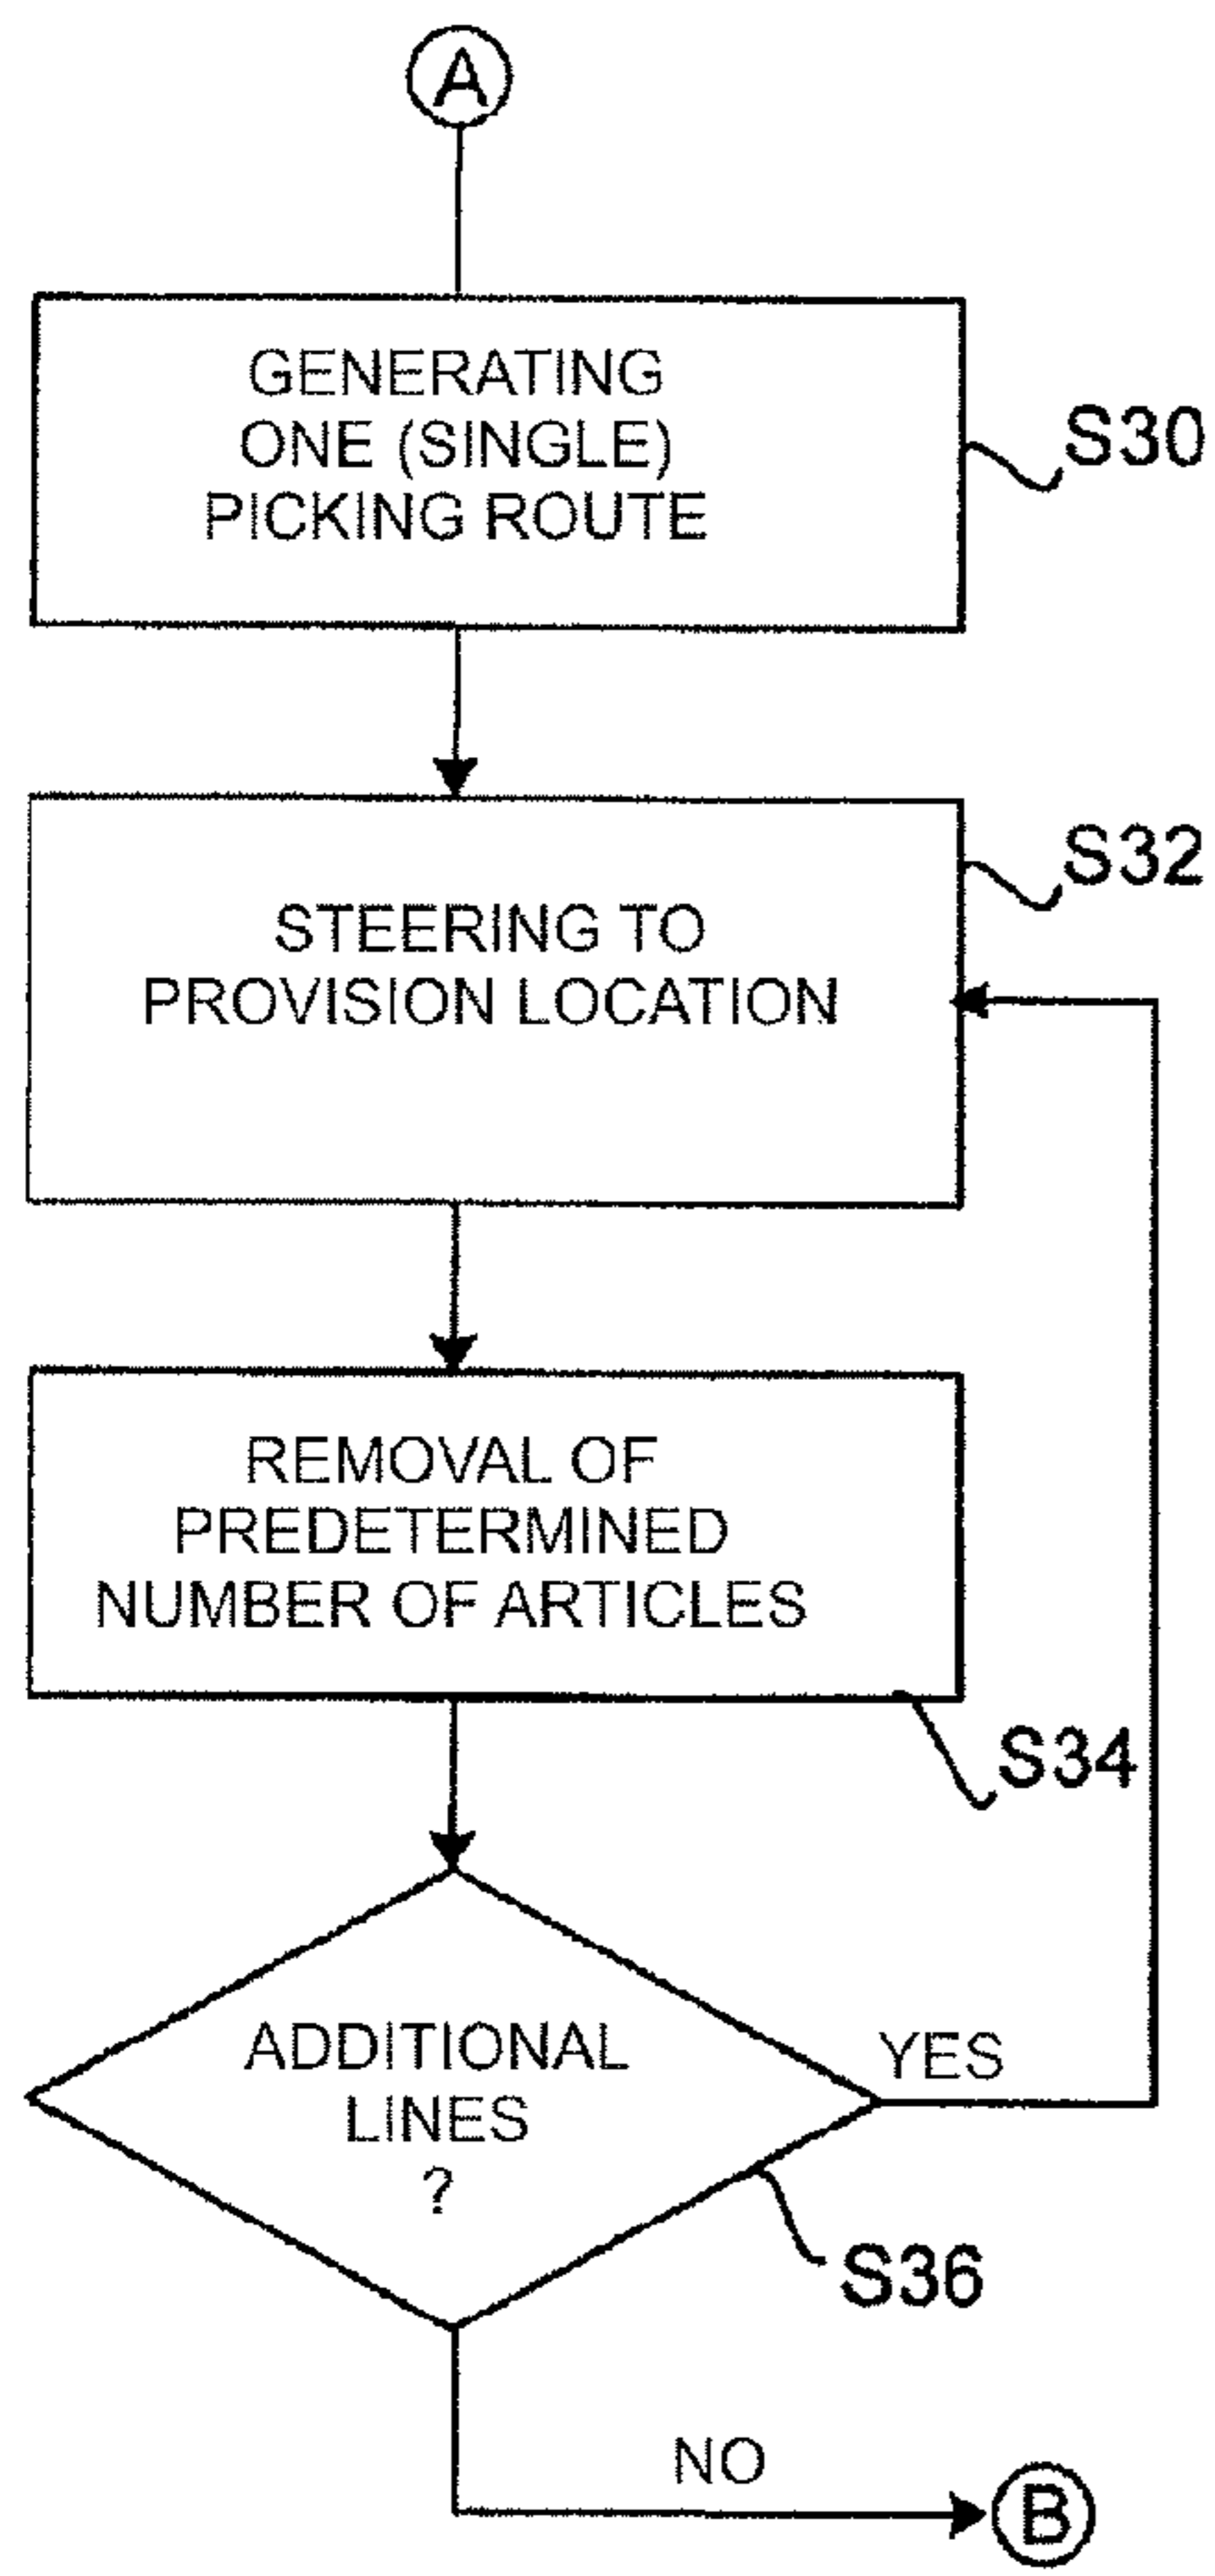 A
GENERATING
ONE (SINGLE)
PICKING ROUTE
S30
STEERING TO
PROVISION LOCATION
S32
REMOVAL OF
PREDETERMINED
NUMBER OF ARTICLES
S34
ADDITIONAL
LINES
?
YES
S36
NO
B